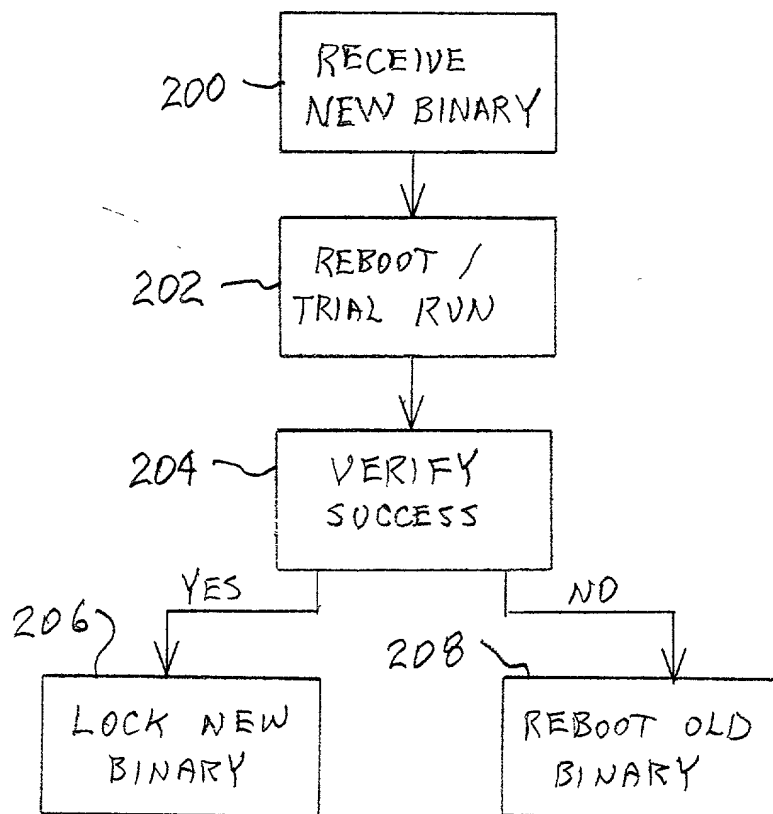 200
RECEIVE
NEW BINARY
202
REBOOT /
TRIAL RUN
204
VERIFY
SUCCESS
YES
NO
206
208
LOCK NEW
BINARY
REBOOT OLD
BINARY